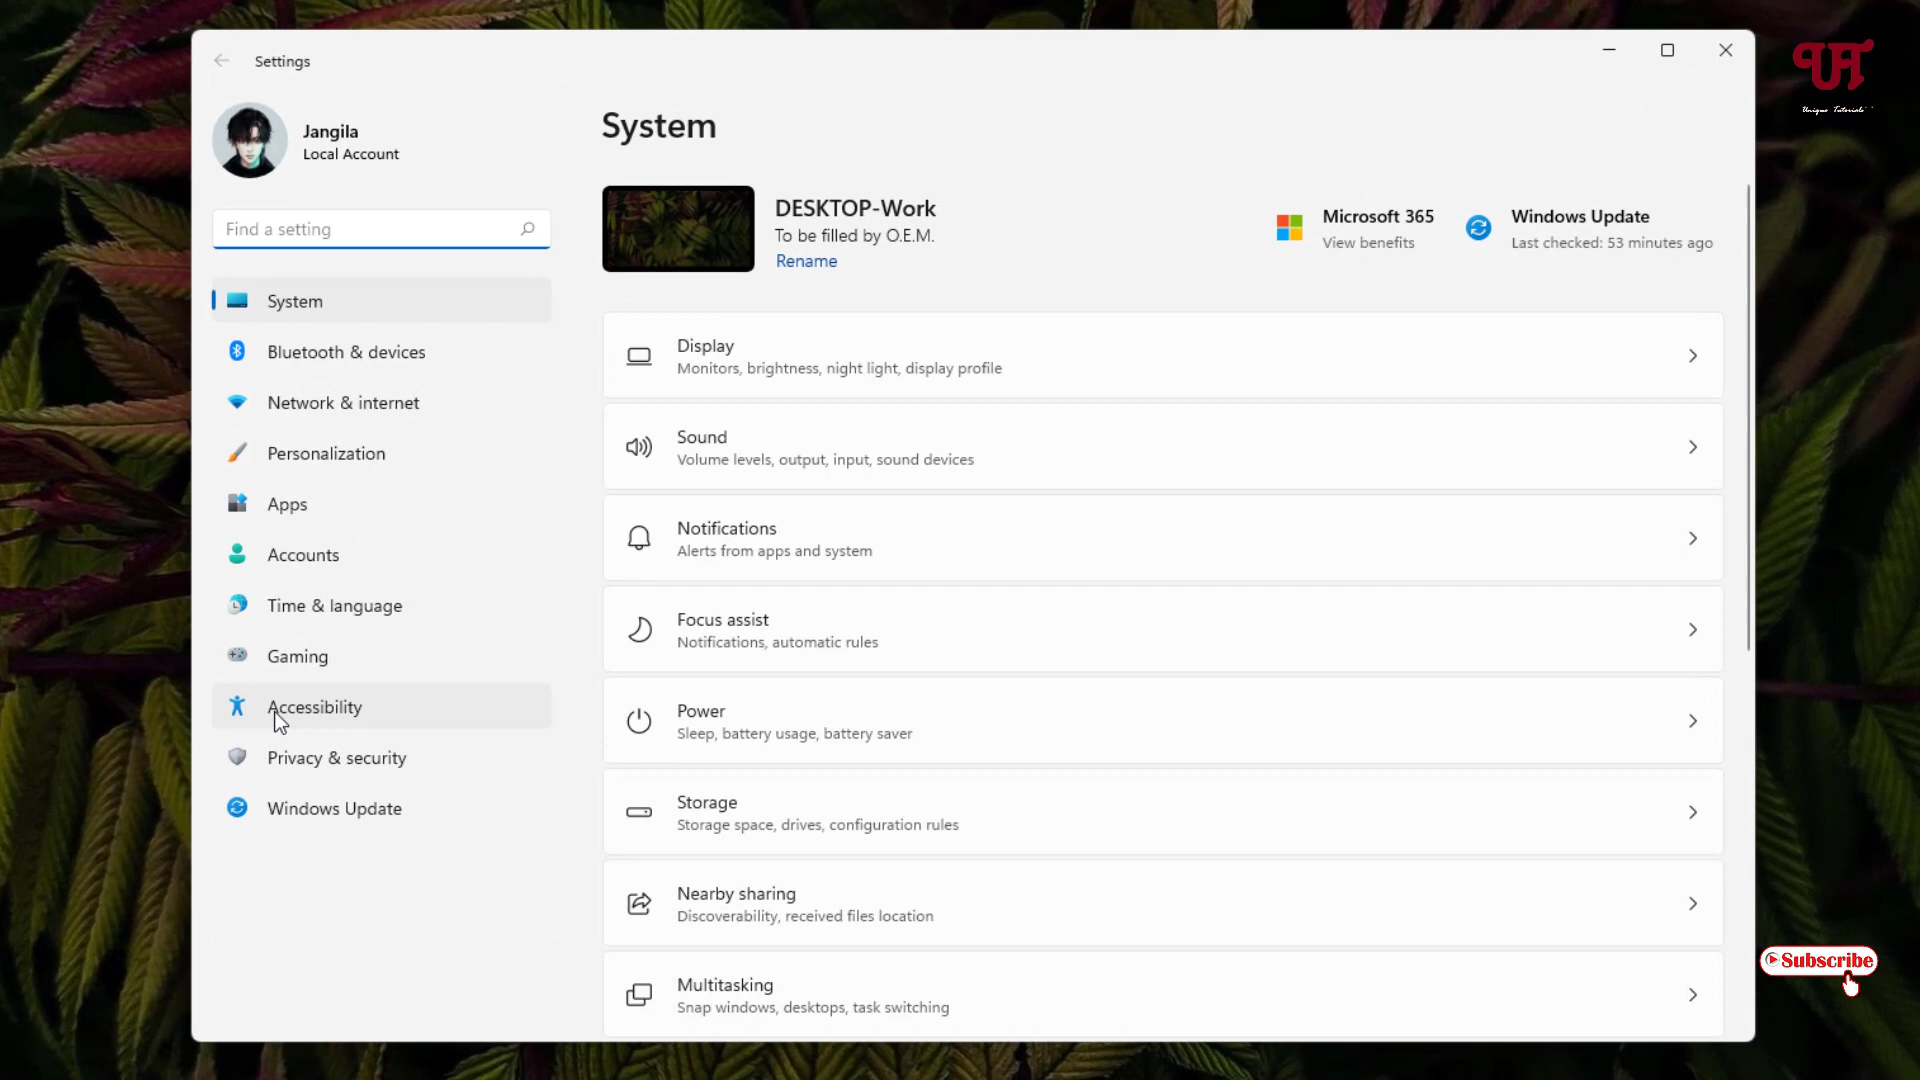 Settings
Jangila
Local Account
Find a setting
System
Bluetooth & devices
Network & internet
Personalization
Apps
Accounts
Time & language
Gaming
Accessibility
Privacy & security
Windows Update
System
DESKTOP-Work
To be filled by O.E.M.
Rename
Microsoft 365
View benefits
Windows Update
Last checked: 53 minutes ago
Display
Monitors, brightness, night light, display profile
Sound
Volume levels, output, input, sound devices
Notifications
Alerts from apps and system
Focus assist
Notifications, automatic rules
Power
Sleep, battery usage, battery saver
Storage
Storage space, drives, configuration rules
Nearby sharing
Discoverability, received files location
Multitasking
Snap windows, desktops, task switching
UT
Unique Tutorials
Subscribe